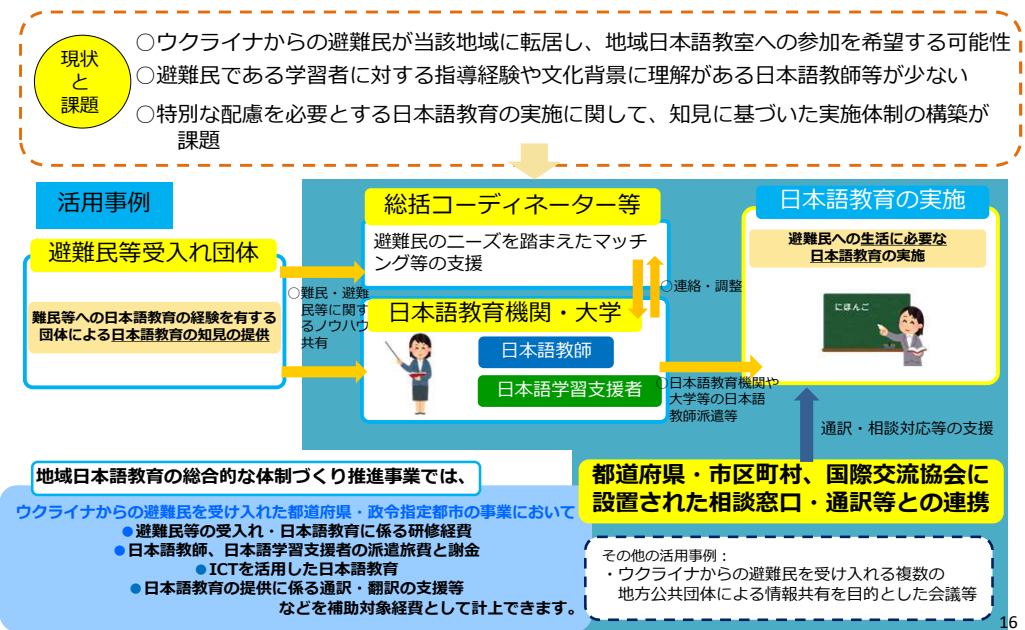 現状
と
課題
○ウクライナからの避難民が当該地域に転居し、地域日本語教室への参加を希望する可能性
○避難民である学習者に対する指導経験や文化背景に理解がある日本語教師等が少ない
○特別な配慮を必要とする日本語教育の実施に関して、知見に基づいた実施体制の構築が
課題
活用事例
避難民等受入れ団体
難民等への日本語教育の経験を有する
団体による日本語教育の知見の提供
○難民・避難
民等に関す
るノウハウ
共有
総括コーディネーター等
避難民のニーズを踏まえたマッチ
ング等の支援
○連絡・調整
日本語教育機関・大学
日本語教師
日本語学習支援者
○日本語教育機関や
大学等の日本語
教師派遣等
日本語教育の実施
避難民への生活に必要な
日本語教育の実施
にほんご
通訳・相談対応等の支援
都道府県・市区町村、国際交流協会に
設置された相談窓口・通訳等との連携
地域日本語教育の総合的な体制づくり推進事業では、
ウクライナからの避難民を受け入れた都道府県・政令指定都市の事業において
●避難民等の受入れ・日本語教育に係る研修経費
●日本語教師、日本語学習支援者の派遣旅費と謝金
●ICTを活用した日本語教育
●日本語教育の提供に係る通訳・翻訳の支援等
などを補助対象経費として計上できます。
その他の活用事例：
・ウクライナからの避難民を受け入れる複数の
地方公共団体による情報共有を目的とした会議等
16